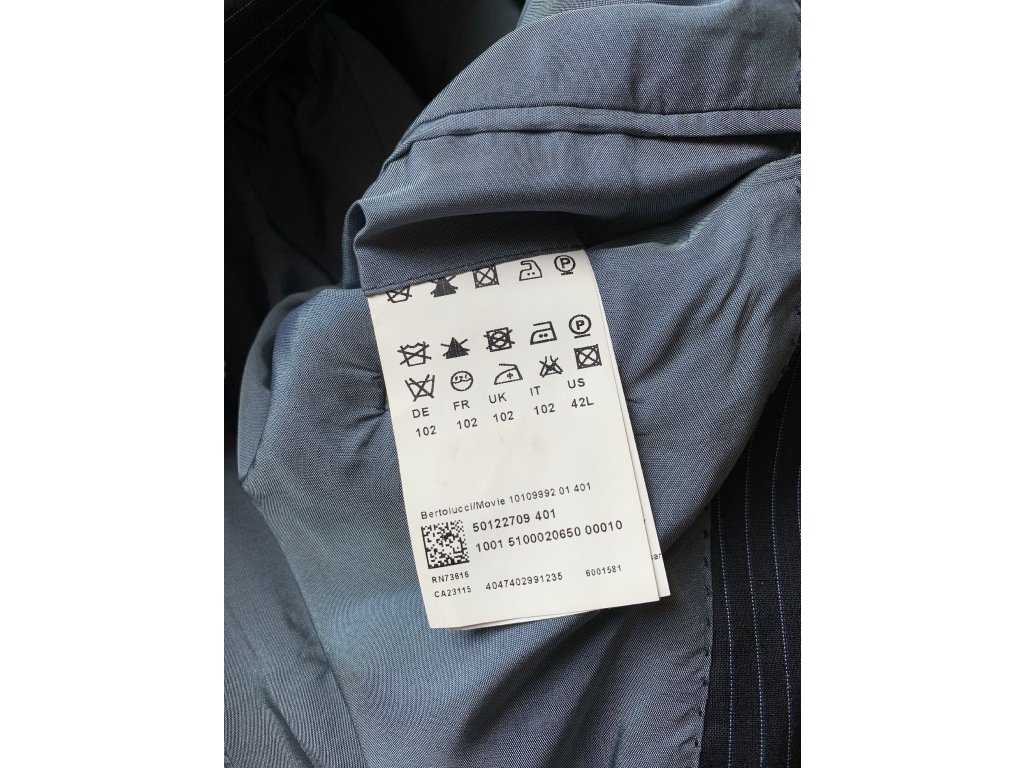 P
P
DE FR UK IT US
102 102 102 102 42L
Bertolucci/Movie 10109992 01 401
50122709 401
1001 5100020650 00010
RN73616
CA23115 4047402991235 6001581